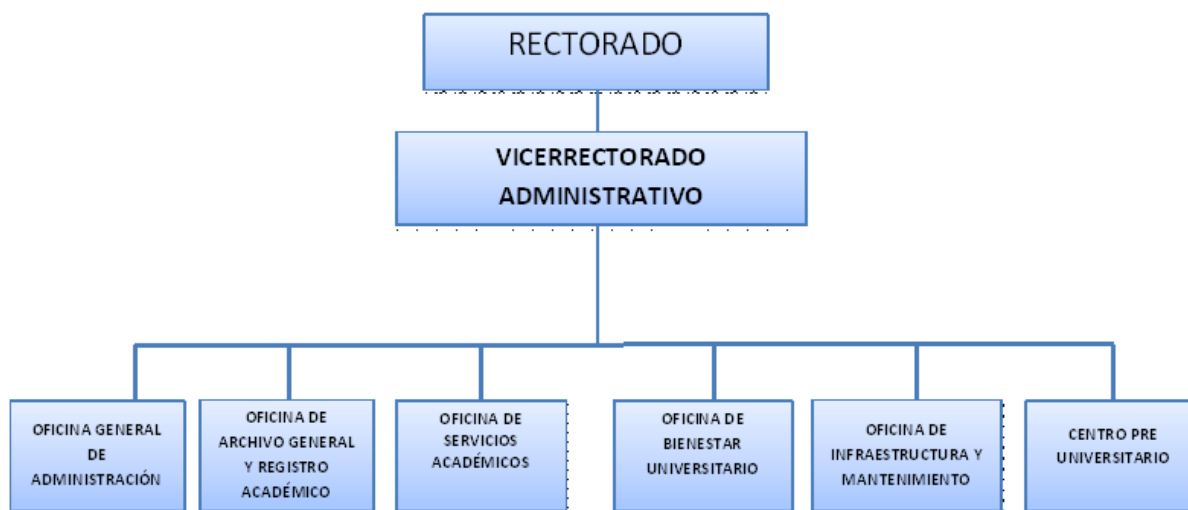 RECTORADO
VICERRECTORADO
ADMINISTRATIVO
OFICINA GENERAL
DE
ADMINISTRACIÓN
OFICINA DE
ARCHIVO GENERAL
Y REGISTRO
ACADÉMICO
OFICINA DE
SERVICIOS
ACADÉMICOS
OFICINA DE
BIENESTAR
UNIVERSITARIO
OFICINA DE
INFRAESTRUCTURA Y
MANTENIMIENTO
CENTRO PRE
UNIVERSITARIO